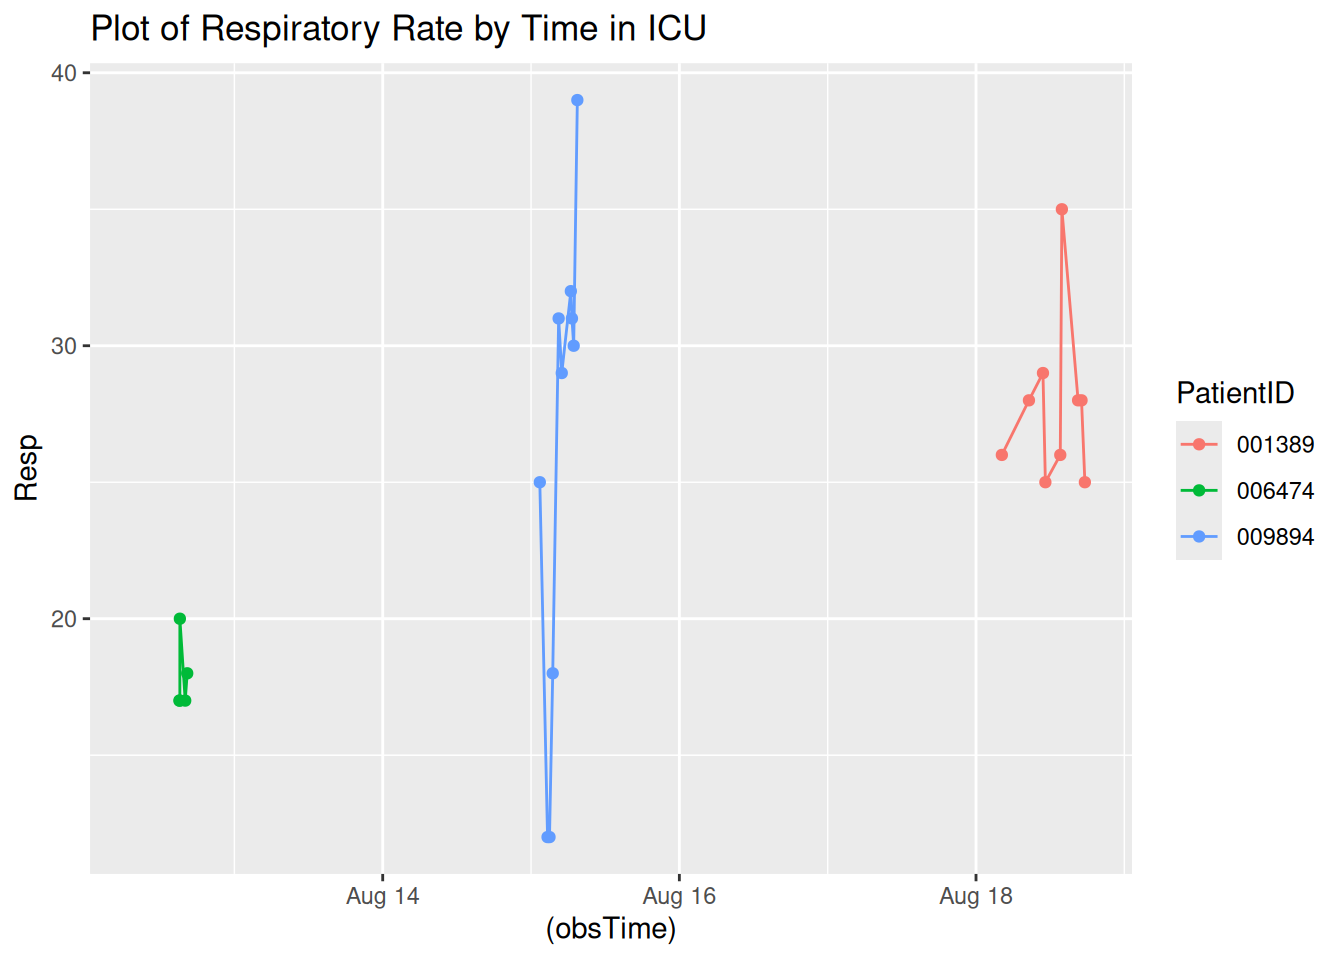 Plot of Respiratory Rate by Time in ICU
40
30
20
Resp
Aug 14
Aug 16
Aug 18
(obsTime)
PatientID
001389
006474
009894